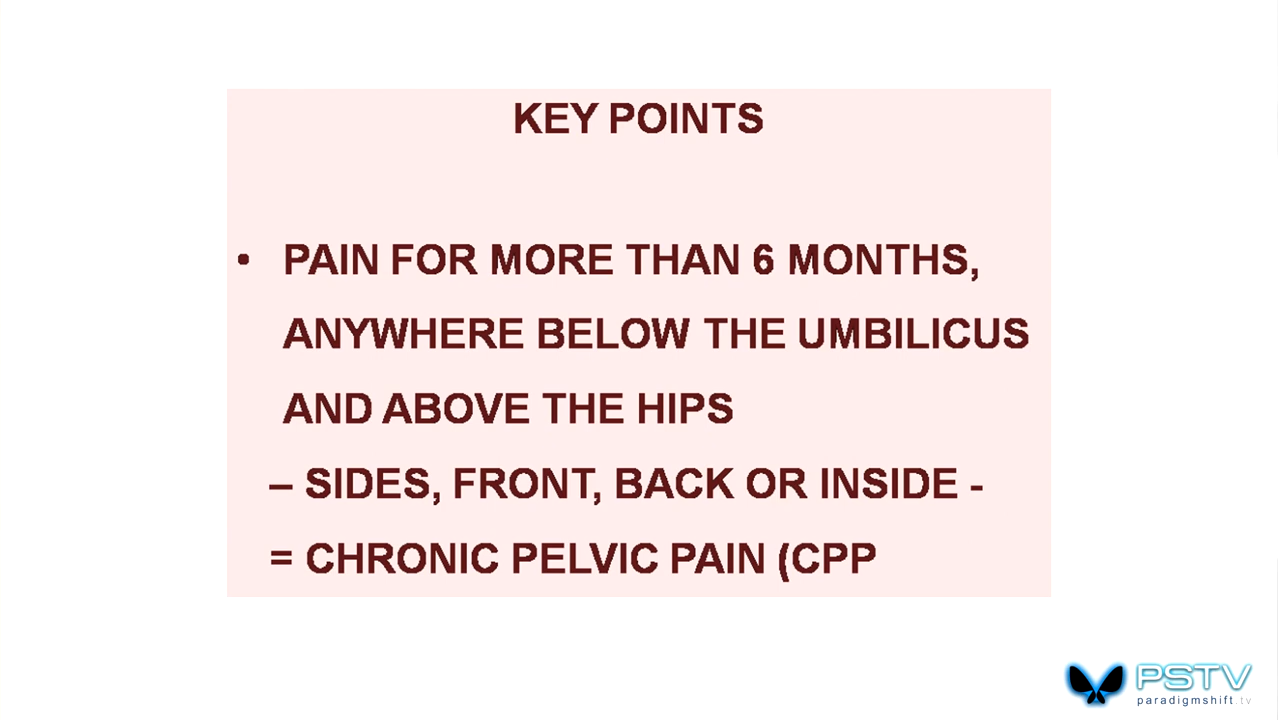 KEY POINTS
• PAIN FOR MORE THAN 6 MONTHS,
ANYWHERE BELOW THE UMBILICUS
AND ABOVE THE HIPS
– SIDES, FRONT, BACK OR INSIDE -
= CHRONIC PELVIC PAIN (CPP
PSTV
paradigmshift.tv